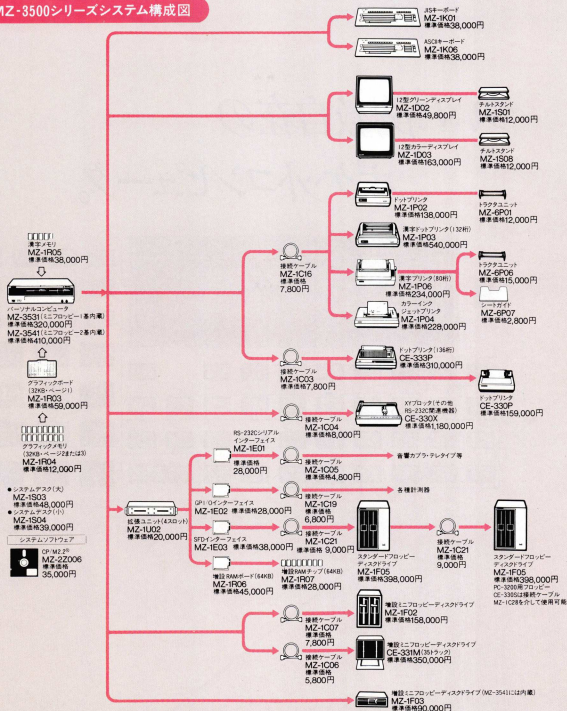 MZ-3500シリーズシステム構成図
JISキーボード
MZ-1K01
標準価格38,000円
ASCIIキーボード
MZ-1K06
標準価格38,000円
12型グリーンディスプレイ
MZ-1D02
標準価格49,800円
チルトスタンド
MZ-1S01
標準価格12,000円
12型カラーディスプレイ
MZ-1D03
標準価格163,000円
チルトスタンド
MZ-1S08
標準価格12,000円
漢字メモリ
MZ-1R05
標準価格38,000円
パーソナルコンピュータ
MZ-3531(ミニフロッピー1基内蔵)
標準価格320,000円
MZ-3541(ミニフロッピー2基内蔵)
標準価格410,000円
グラフィックボード
(32KB・ページ1)
MZ-1R03
標準価格59,000円
グラフィックメモリ
(32KB・ページ2または3)
MZ-1R04
標準価格12,000円
●システムデスク(大)
MZ-1S03
標準価格48,000円
●システムデスク(小)
MZ-1S04
標準価格39,000円
システムソフトウェア
CP/M2.2®
MZ-2Z006
標準価格
35,000円
接続ケーブル
MZ-1C16
標準価格
7,800円
ドットプリンタ
MZ-1P02
標準価格138,000円
トラクタユニット
MZ-6P01
標準価格12,000円
漢字ドットプリンタ(132桁)
MZ-1P03
標準価格540,000円
漢字プリンタ(80桁)
MZ-1P06
標準価格234,000円
トラクタユニット
MZ-6P06
標準価格15,000円
シートガイド
MZ-6P07
標準価格2,800円
カラーインク
ジェットプリンタ
MZ-1P04
標準価格228,000円
接続ケーブル
MZ-1C03
標準価格7,800円
ドットプリンタ(136桁)
CE-333P
標準価格310,000円
ドットプリンタ
CE-330P
標準価格159,000円
接続ケーブル
MZ-1C04
標準価格8,000円
XYプロッタ(その他
RS-232C関連機器)
CE-330X
標準価格1,180,000円
拡張ユニット(4スロット)
MZ-1U02
標準価格20,000円
RS-232Cシリアル
インターフェイス
MZ-1E01
標準価格
28,000円
接続ケーブル
MZ-1C05
標準価格4,800円
音響カプラ・テレタイプ等
GPI/Oインターフェイス
MZ-1E02 標準価格28,000円
接続ケーブル
MZ-1C19
標準価格
6,800円
各種計測器
SFDインターフェイス
MZ-1E03 標準価格38,000円
接続ケーブル
MZ-1C21
標準価格 9,000円
スタンダードフロッピー
ディスクドライブ
MZ-1F05
標準価格398,000円
接続ケーブル
MZ-1C21
標準価格
9,000円
スタンダードフロッピー
ディスクドライブ
MZ-1F05
標準価格398,000円
PC-3200用フロッピー
CE-330Sは接続ケーブル
MZ-1C28を介して使用可能
増設RAMボード(64KB)
MZ-1R06
標準価格45,000円
増設RAMチップ(64KB)
MZ-1R07
標準価格28,000円
接続ケーブル
MZ-1C07
標準価格
7,800円
増設ミニフロッピーディスクドライブ
MZ-1F02
標準価格158,000円
接続ケーブル
MZ-1C06
標準価格
5,800円
増設ミニフロッピーディスクドライブ
CE-331M(35トラック)
標準価格350,000円
増設ミニフロッピーディスクドライブ(MZ-3541には内蔵)
MZ-1F03
標準価格90,000円